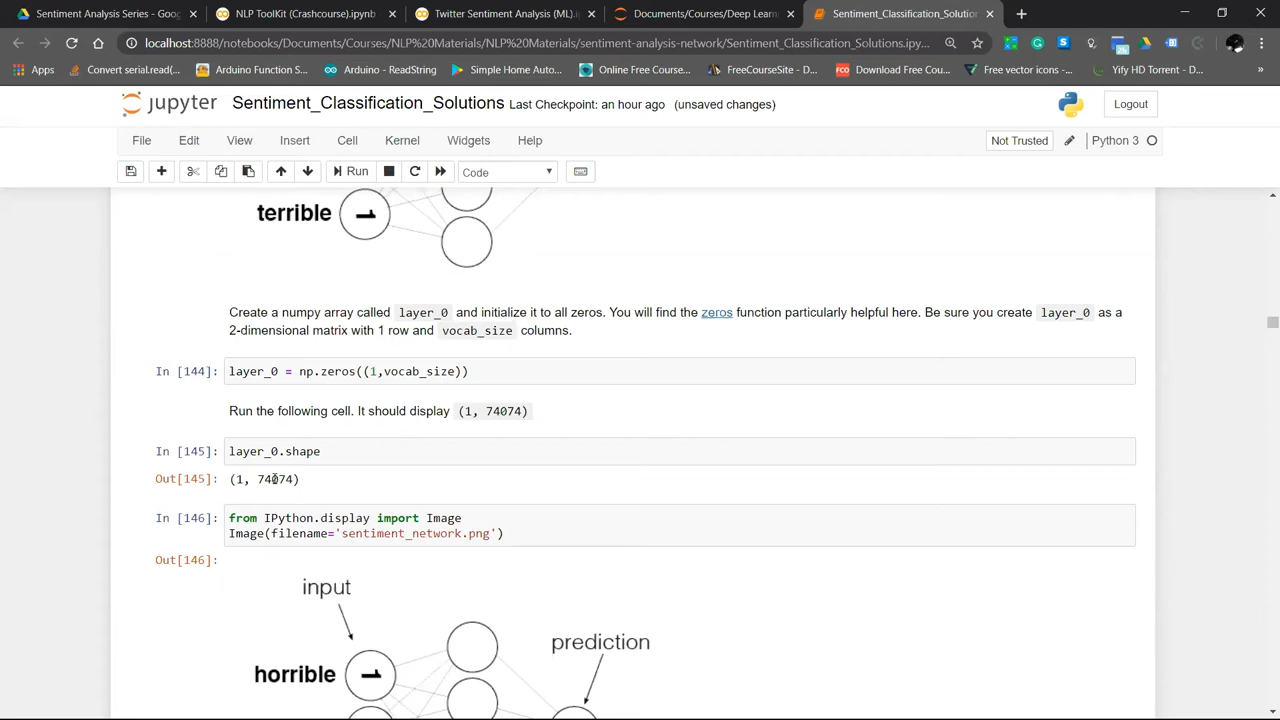 Sentiment Analysis Series - Goog
NLP ToolKit (Crashcourse).ipynb
Twitter Sentiment Analysis (ML).i
Documents/Courses/Deep Learn
Sentiment_Classification_Solution
localhost:8888/notebooks/Documents/Courses/NLP%20Materials/NLP%20Materials/sentiment-analysis-network/Sentiment_Classification_Solutions.ipy...
Apps
Convert serial.read(...
Arduino Function S...
Arduino - ReadString
Simple Home Auto...
Online Free Course...
FreeCourseSite - D...
Download Free Cou...
Free vector icons -...
Yify HD Torrent - D...
»
jupyter Sentiment_Classification_Solutions Last Checkpoint: an hour ago (unsaved changes)
Logout
File Edit View Insert Cell Kernel Widgets Help
Not Trusted
Python 3
Run
Code
terrible 1
Create a numpy array called layer_0 and initialize it to all zeros. You will find the zeros function particularly helpful here. Be sure you create layer_0 as a
2-dimensional matrix with 1 row and vocab_size columns.
In [144]: layer_0 = np.zeros((1,vocab_size))
Run the following cell. It should display (1, 74074)
In [145]: layer_0.shape
Out[145]: (1, 74074)
In [146]: from IPython.display import Image
Image(filename='sentiment_network.png')
Out[146]:
input
prediction
horrible 1